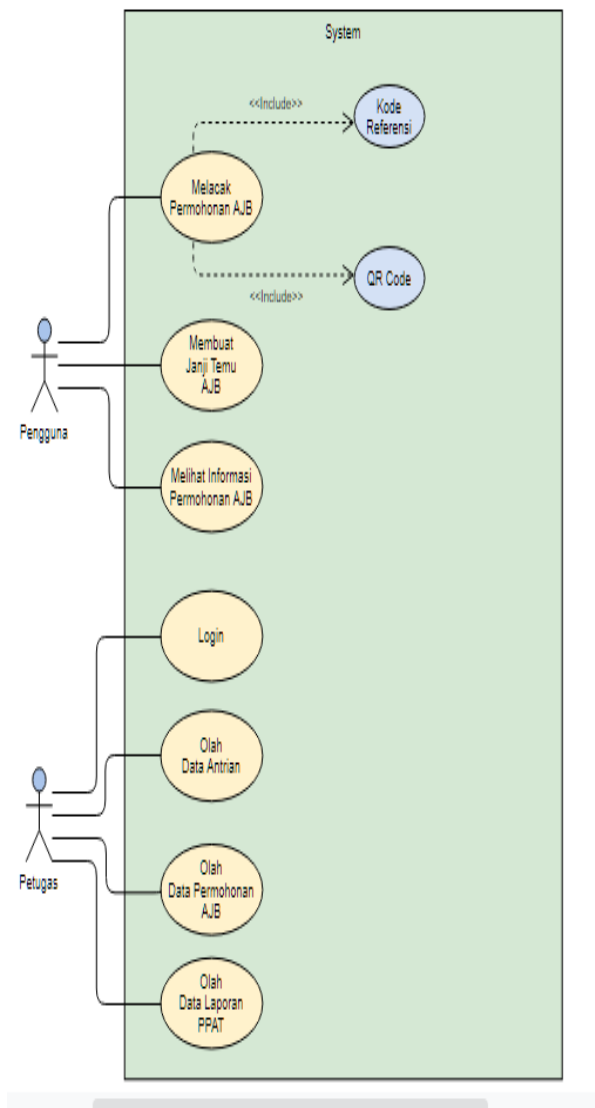 System
<<Include>>
Kode
Referensi
Melacak
Permohonan AJB
QR Code
<<Include>>
Membuat
Janji Temu
AJB
Pengguna
Melihat Informasi
Permohonan AJB
Login
Olah
Data Antrian
Petugas
Olah
Data Permohonan
AJB
Olah
Data Laporan
PPAT